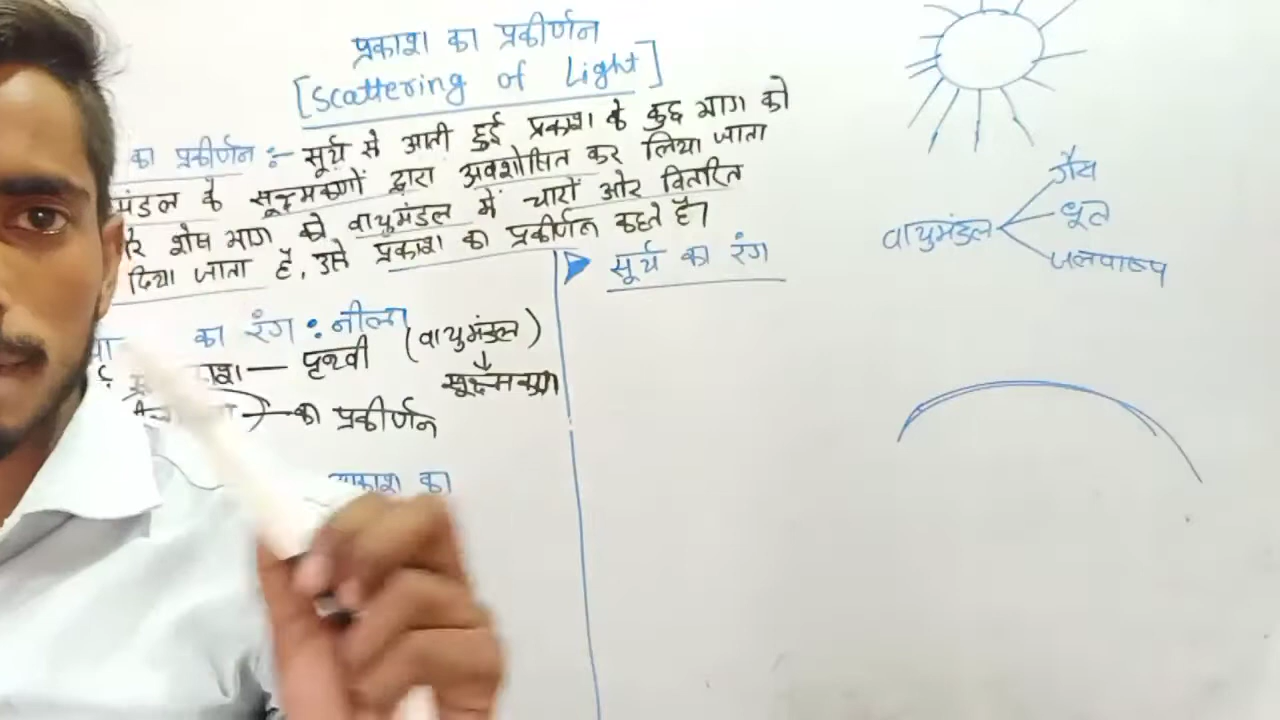 प्रकाश का प्रकीर्णन
[Scattering of Light]
का प्रकीर्णन :- सूर्य से आती हुई प्रकाश के कुछ भाग को
मंडल के सूक्ष्मकणों द्वारा अवशोषित कर लिया जाता
शेष भाग को वायुमंडल में चारों ओर वितरित
दिया जाता है, उसे प्रकाश का प्रकीर्णन कहते है।
का रंग : नीला
पृथ्वी (वायुमंडल)
↓
सूक्ष्मकण
का प्रकीर्णन
का
सूर्य का रंग
वायुमंडल
गैस
धूल
जलवाष्प